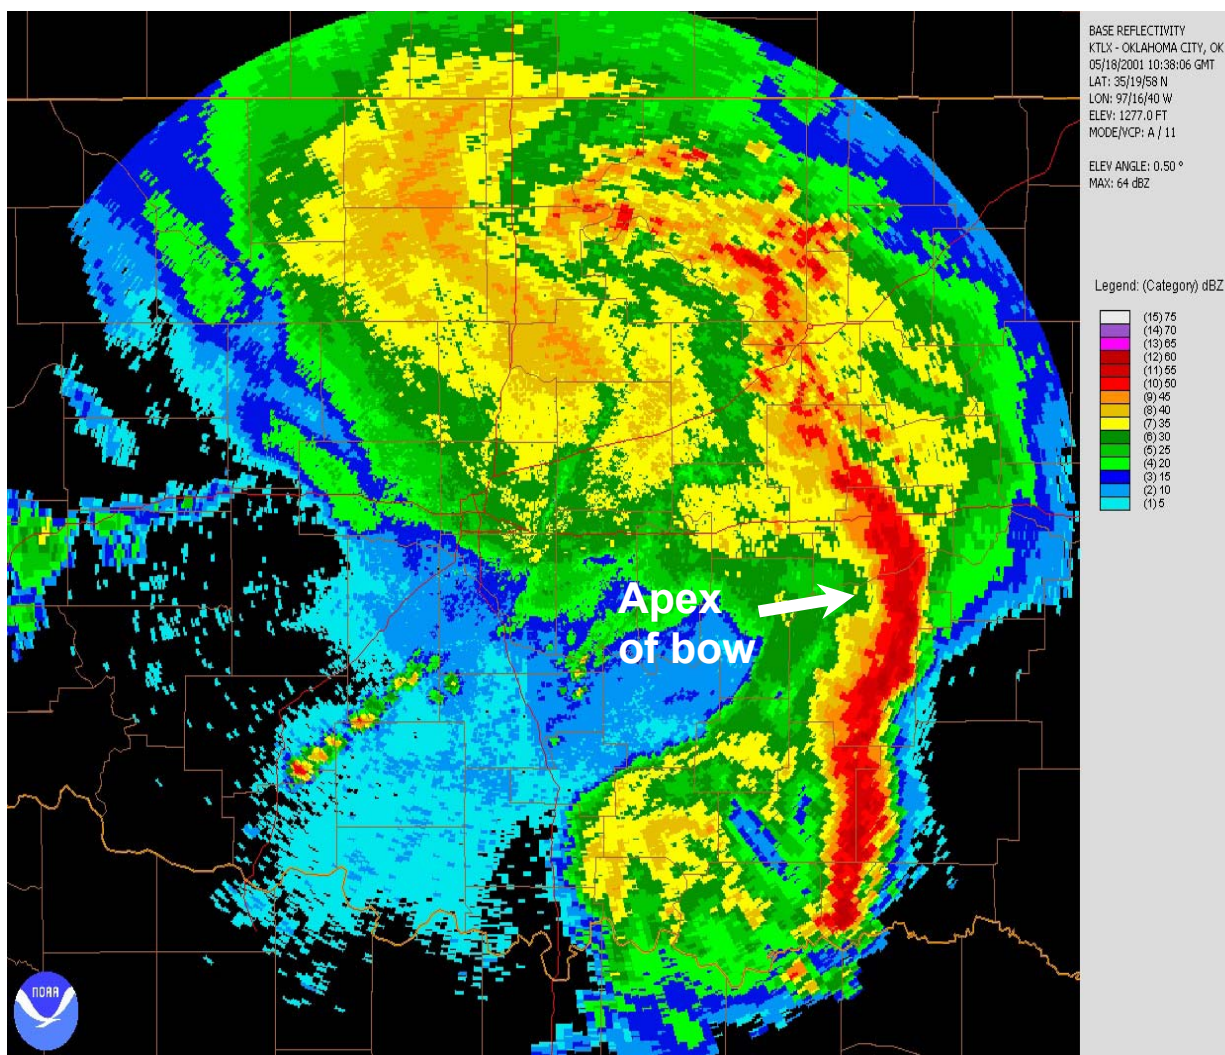 BASE REFLECTIVITY
KTLX - OKLAHOMA CITY, OK
05/18/2001 10:38:06 GMT
LAT: 35/19/58 N
LON: 97/16/40 W
ELEV: 1277.0 FT
MODE/VCP: A / 11
ELEV ANGLE: 0.50 °
MAX: 64 dBZ
Legend: (Category) dBZ
(15) 75
(14) 70
(13) 65
(12) 60
(11) 55
(10) 50
(9) 45
(8) 40
(7) 35
(6) 30
(5) 25
(4) 20
(3) 15
(2) 10
(1) 5
Apex
of bow
NOAA